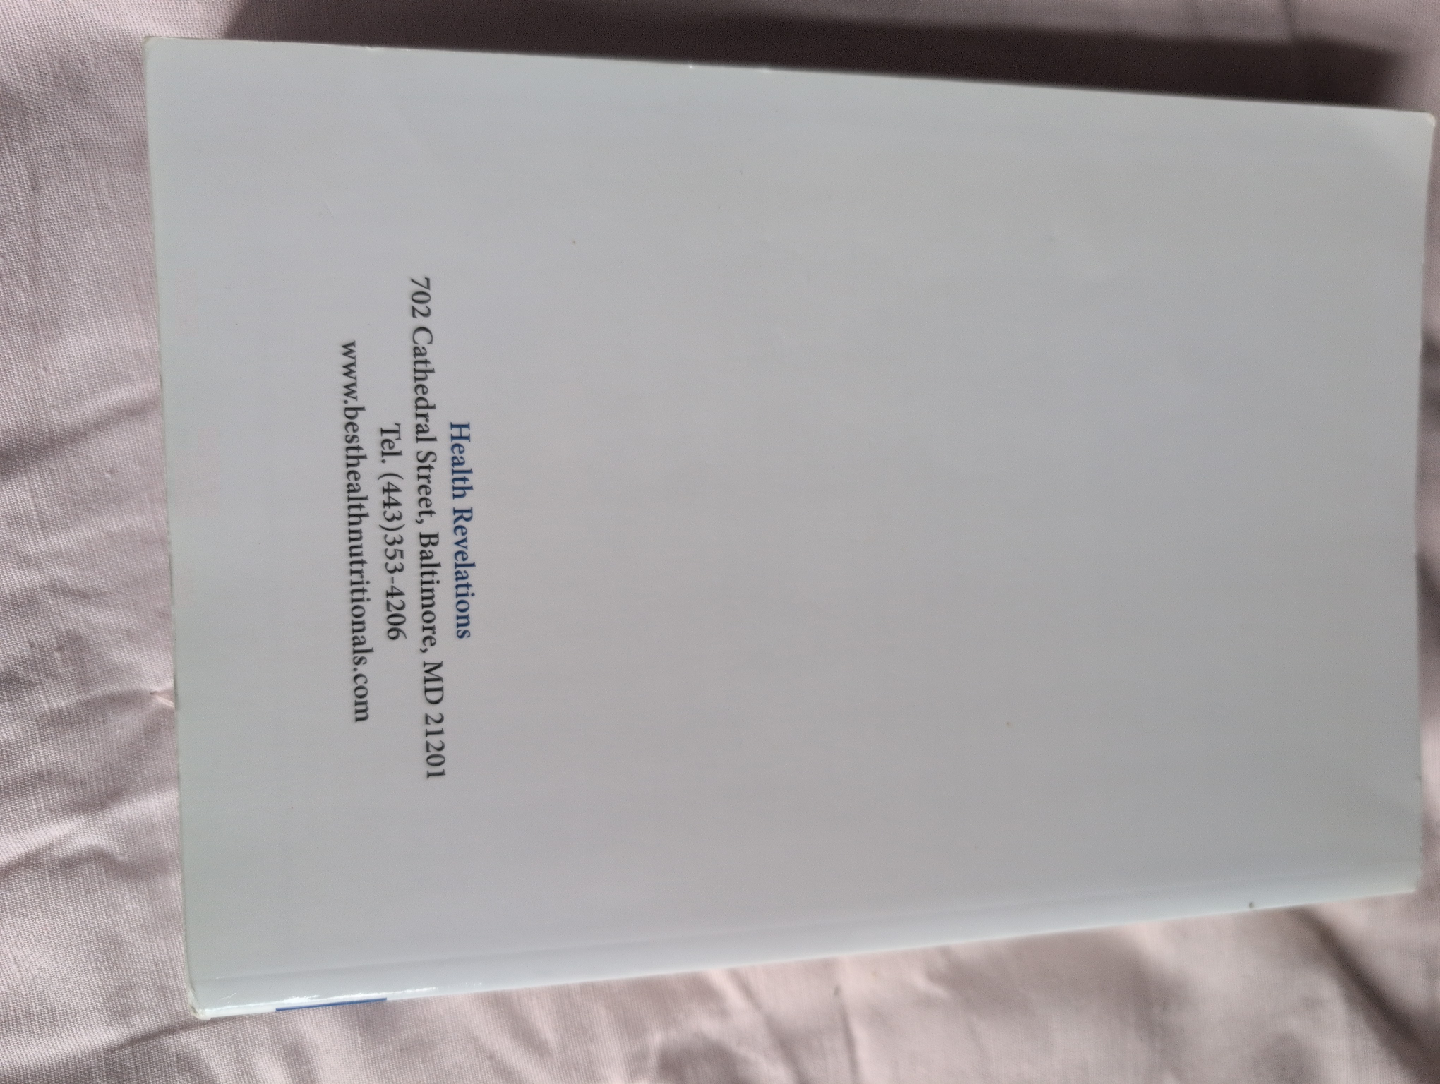 Health Revelations
702 Cathedral Street, Baltimore, MD 21201
Tel. (443)353-4206
www.besthealthnutritionals.com